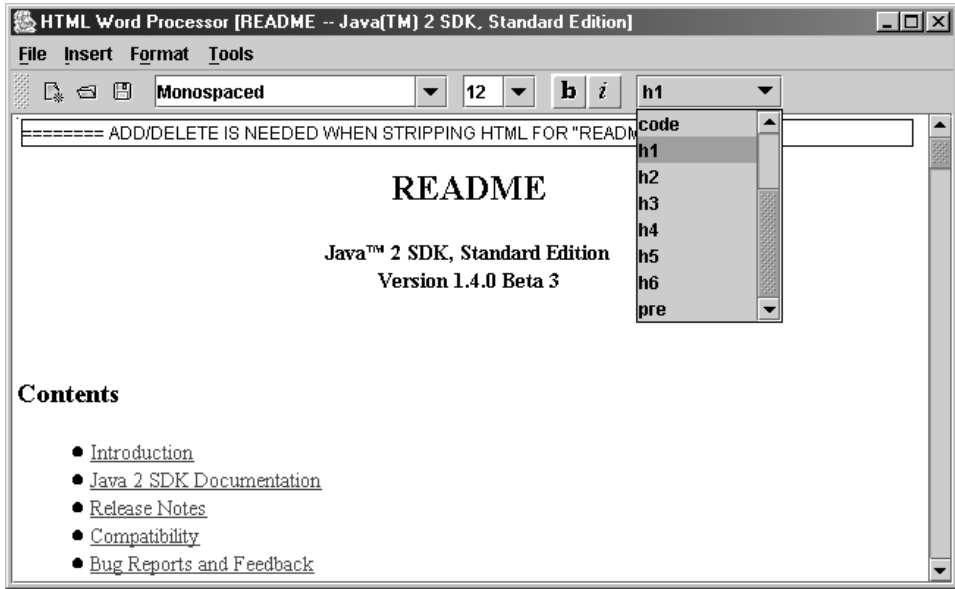 HTML Word Processor [README -- Java(TM) 2 SDK, Standard Edition]
File Insert Format Tools
Monospaced 12 b i h1
======== ADD/DELETE IS NEEDED WHEN STRIPPING HTML FOR "READM
code
h1
h2
h3
h4
h5
h6
pre
README
Java™ 2 SDK, Standard Edition
Version 1.4.0 Beta 3
Contents
Introduction
Java 2 SDK Documentation
Release Notes
Compatibility
Bug Reports and Feedback